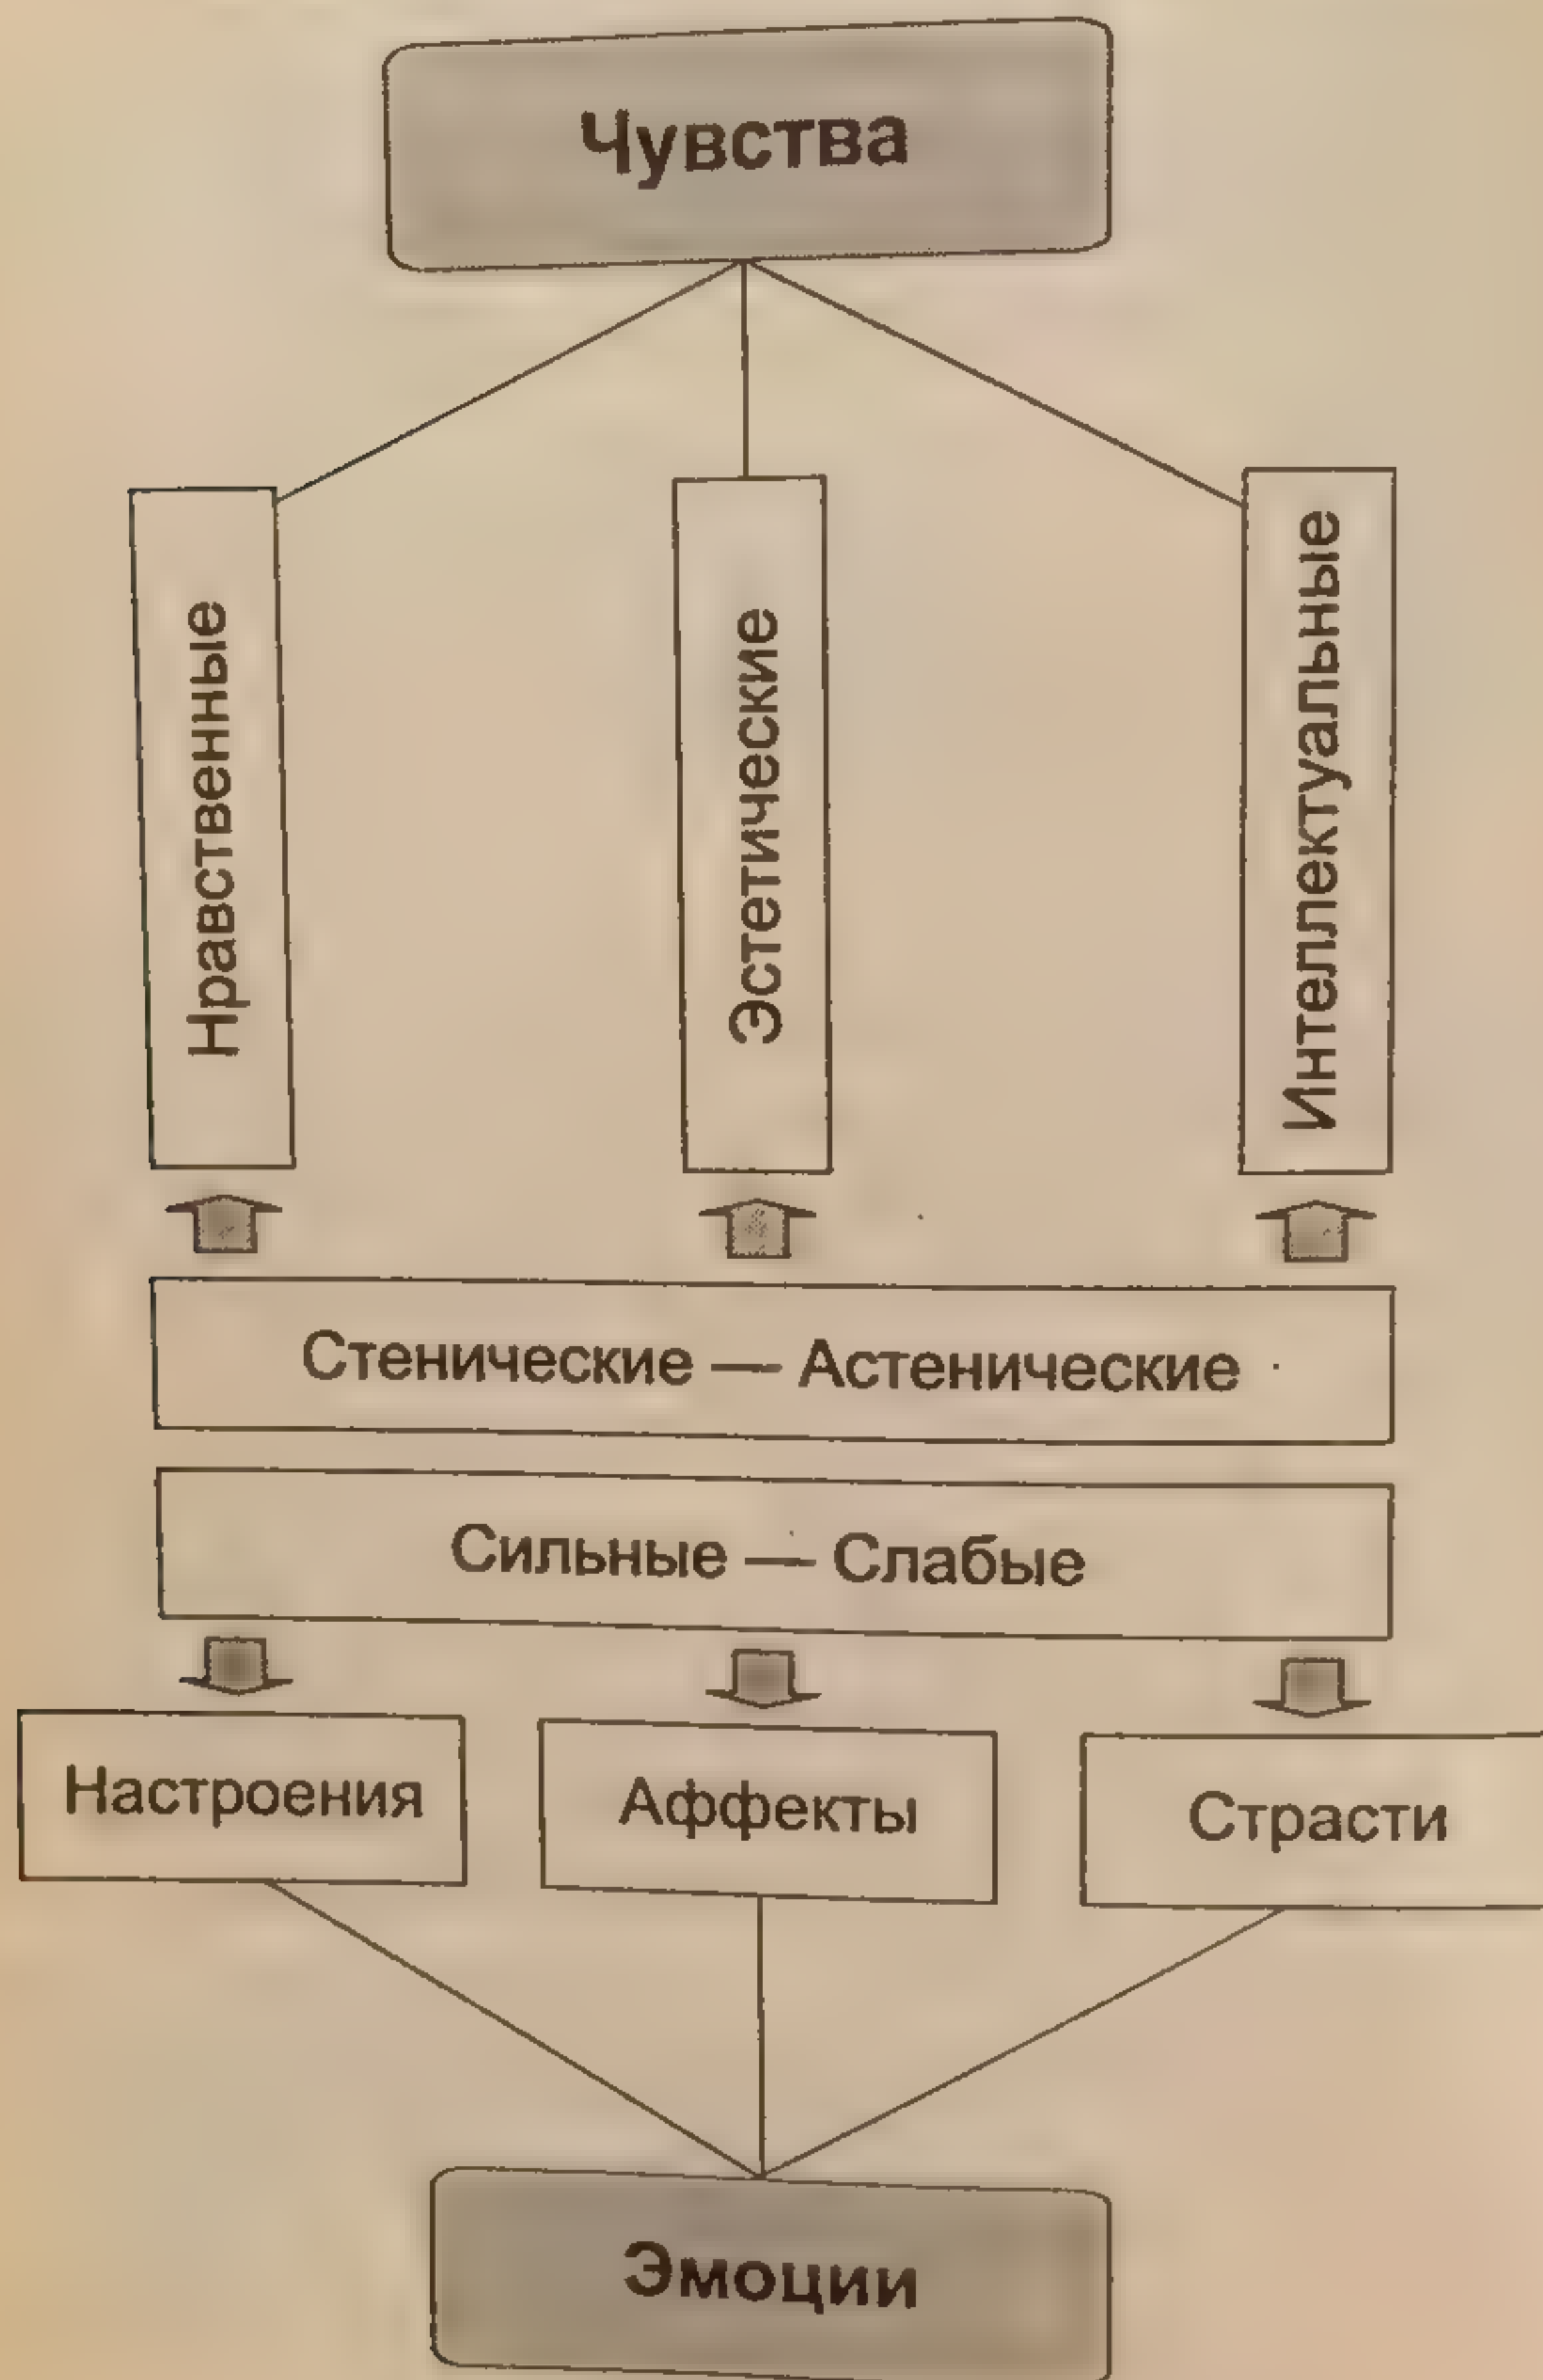 Чувства
Нравственные
Эстетические
Интеллектуальные
Стенические — Астенические
Сильные — Слабые
Настроения
Аффекты
Страсти
Эмоции